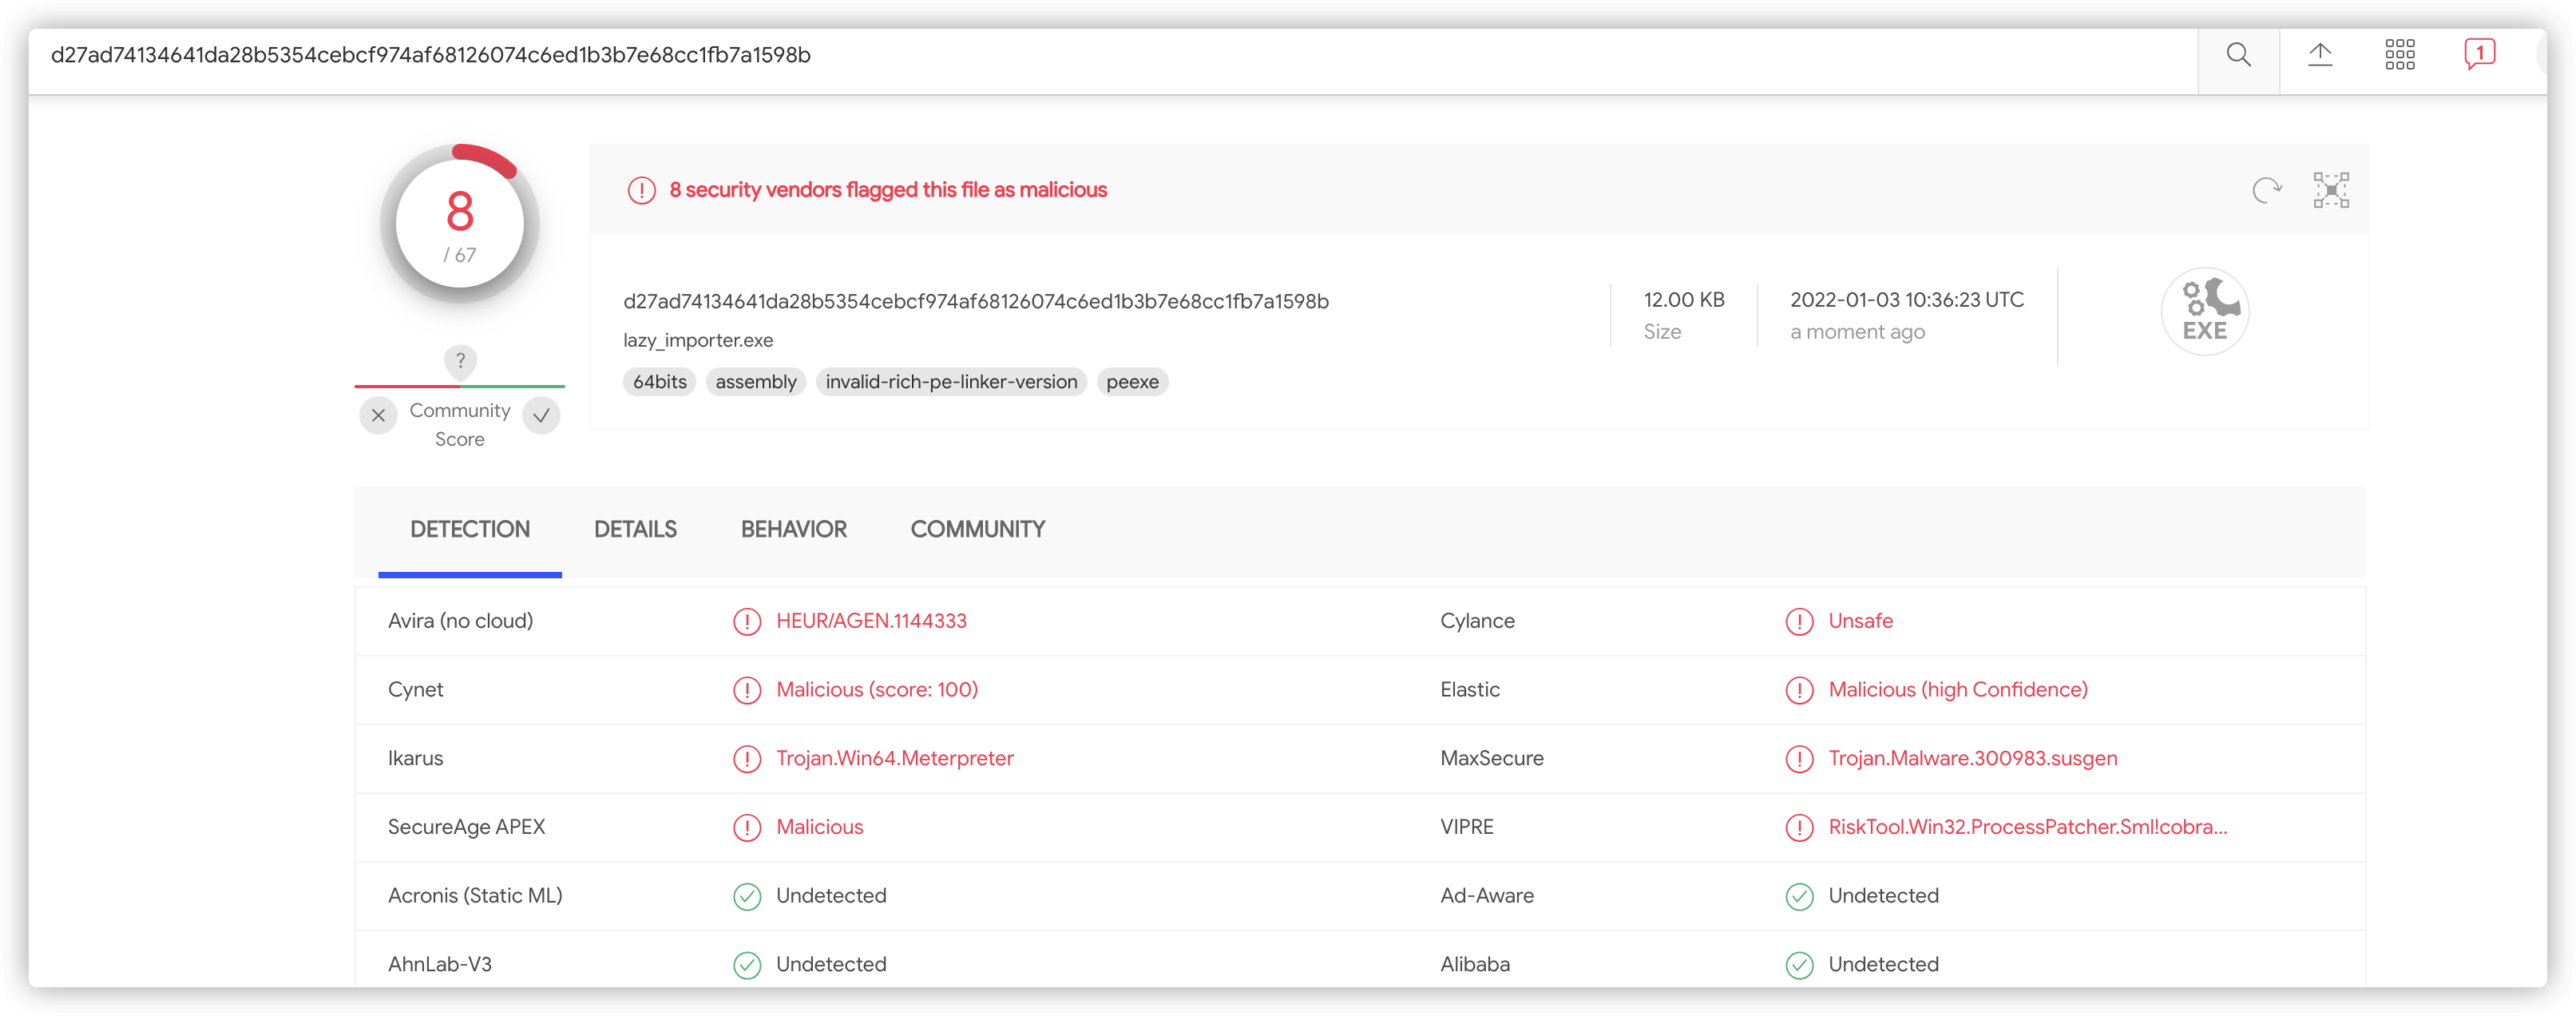 d27ad74134641da28b5354cebcf974af68126074c6ed1b3b7e68cc1fb7a1598b
1
8
/ 67
?
Community
Score
8 security vendors flagged this file as malicious
d27ad74134641da28b5354cebcf974af68126074c6ed1b3b7e68cc1fb7a1598b
lazy_importer.exe
64bits assembly invalid-rich-pe-linker-version peexe
12.00 KB
Size
2022-01-03 10:36:23 UTC
a moment ago
EXE
DETECTION DETAILS BEHAVIOR COMMUNITY
Avira (no cloud) HEUR/AGEN.1144333 Cylance Unsafe
Cynet Malicious (score: 100) Elastic Malicious (high Confidence)
Ikarus Trojan.Win64.Meterpreter MaxSecure Trojan.Malware.300983.susgen
SecureAge APEX Malicious VIPRE RiskTool.Win32.ProcessPatcher.Sml!cobra...
Acronis (Static ML) Undetected Ad-Aware Undetected
AhnLab-V3 Undetected Alibaba Undetected